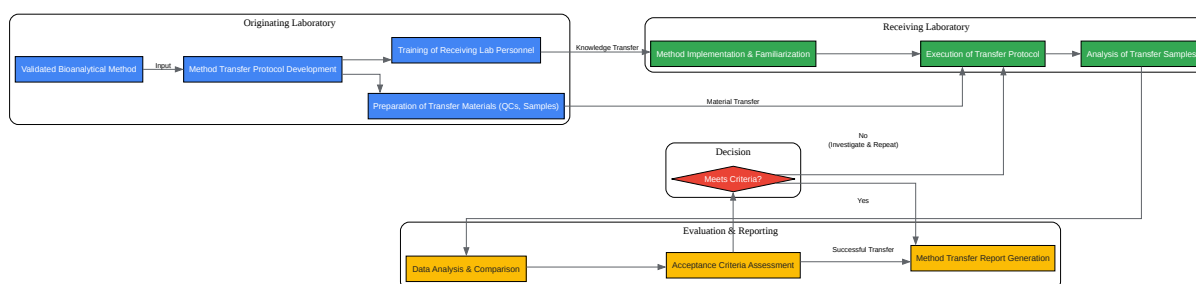 Originating Laboratory
Validated Bioanalytical Method
Input
Method Transfer Protocol Development
Training of Receiving Lab Personnel
Preparation of Transfer Materials (QCs, Samples)
Knowledge Transfer
Material Transfer
Receiving Laboratory
Method Implementation & Familiarization
Execution of Transfer Protocol
Analysis of Transfer Samples
No
(Investigate & Repeat)
Decision
Meets Criteria?
Yes
Evaluation & Reporting
Data Analysis & Comparison
Acceptance Criteria Assessment
Successful Transfer
Method Transfer Report Generation